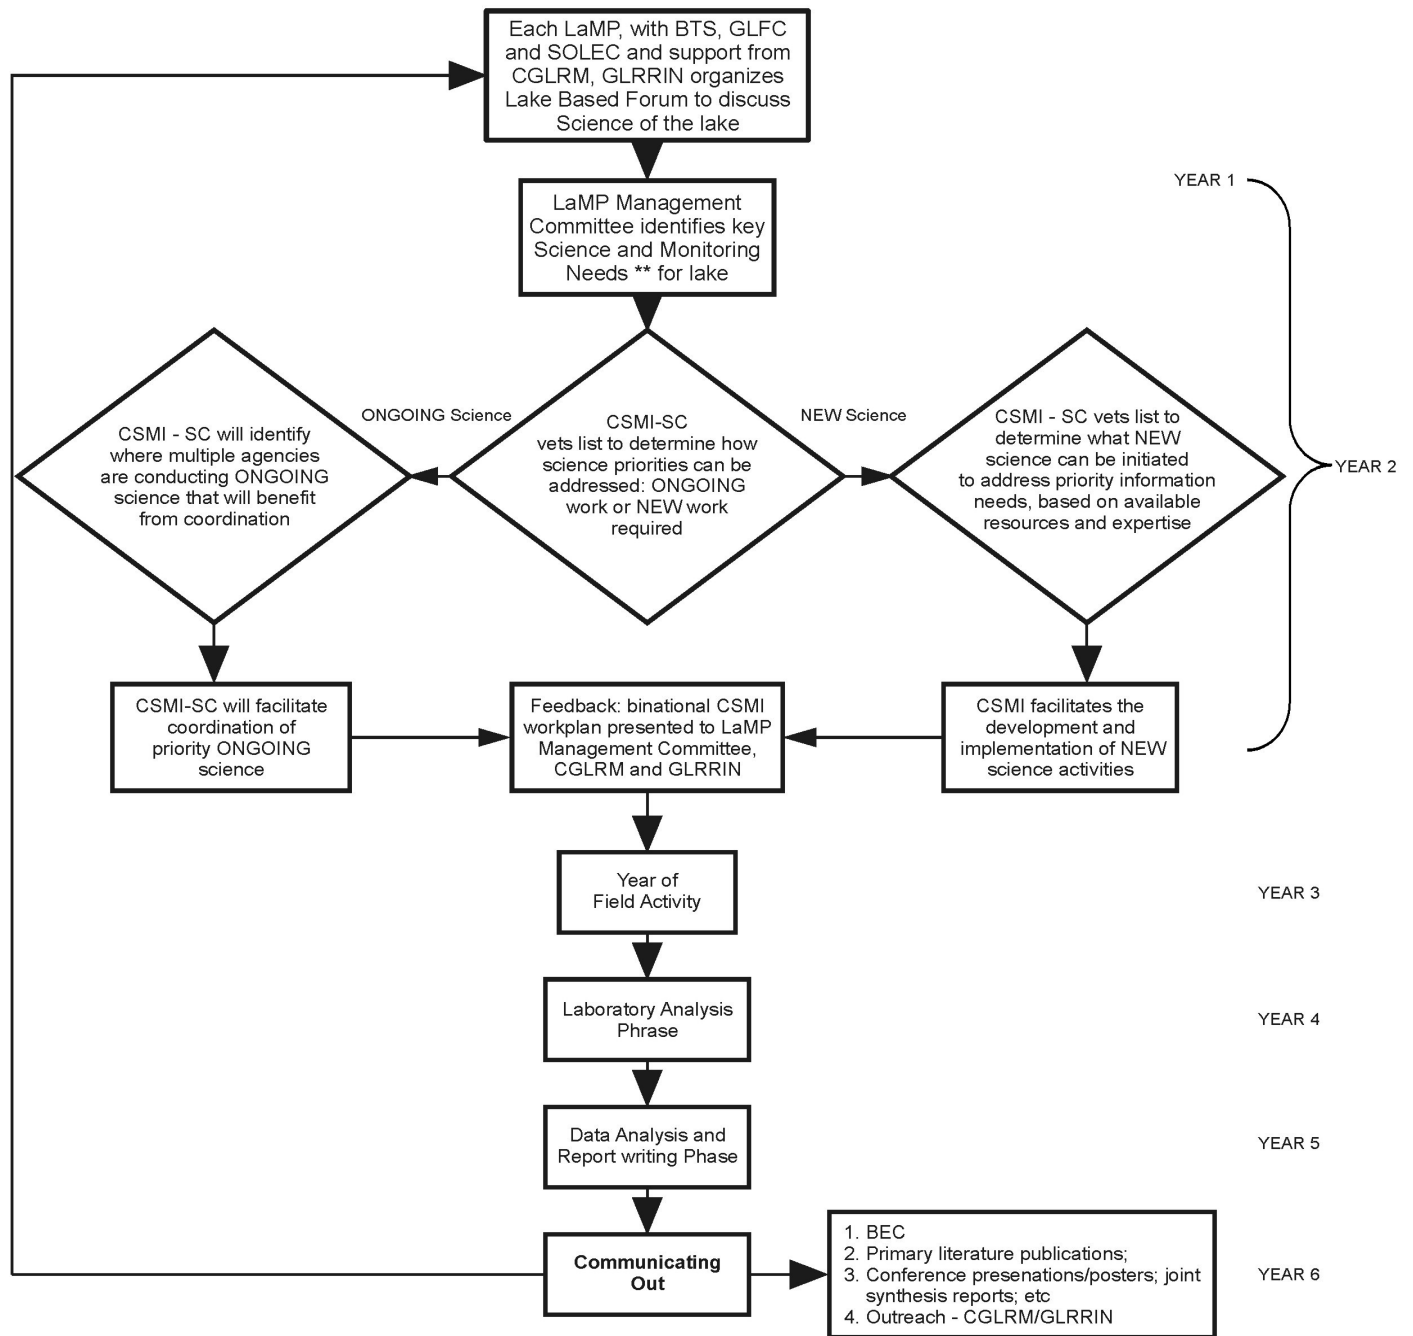 Each LaMP, with BTS, GLFC
and SOLEC and support from
CGLRM, GLRRIN organizes
Lake Based Forum to discuss
Science of the lake
YEAR 1
LaMP Management
Committee identifies key
Science and Monitoring
Needs ** for lake
ONGOING Science
NEW Science
CSMI - SC will identify
where multiple agencies
are conducting ONGOING
science that will benefit
from coordination
CSMI-SC
vets list to determine how
science priorities can be
addressed: ONGOING
work or NEW work
required
CSMI - SC vets list to
determine what NEW
science can be initiated
to address priority information
needs, based on available
resources and expertise
YEAR 2
CSMI-SC will facilitate
coordination of
priority ONGOING
science
Feedback: binational CSMI
workplan presented to LaMP
Management Committee,
CGLRM and GLRRIN
CSMI facilitates the
development and
implementation of NEW
science activities
Year of
Field Activity
YEAR 3
Laboratory Analysis
Phrase
YEAR 4
Data Analysis and
Report writing Phase
YEAR 5
Communicating
Out
1. BEC
2. Primary literature publications;
3. Conference presenations/posters; joint
synthesis reports; etc
4. Outreach - CGLRM/GLRRIN
YEAR 6